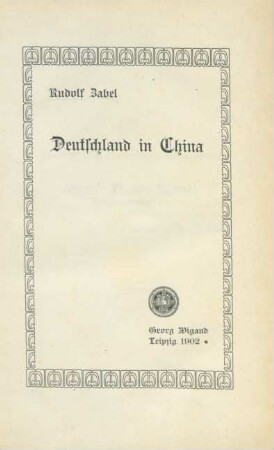 Rudolf Zabel
Deutschland in China
Georg Wigand
Leipzig 1902 •